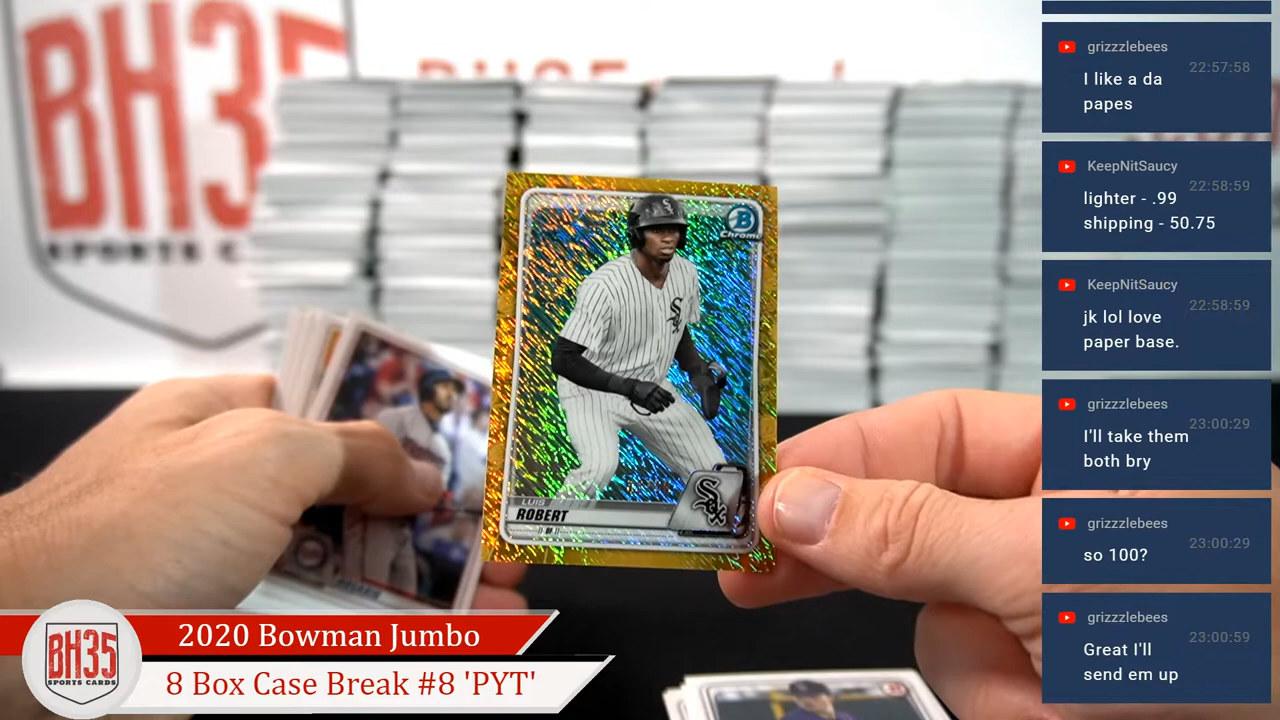 BH35
SPORTS C
Chrome
Sox
LUIS
ROBERT
Sox
BH35
SPORTS CARDS
2020 Bowman Jumbo
8 Box Case Break #8 'PYT'
grizzzlebees
22:57:58
I like a da
papes
KeepNitSaucy
22:58:59
lighter - .99
shipping - 50.75
KeepNitSaucy
22:58:59
jk lol love
paper base.
grizzzlebees
23:00:29
I'll take them
both bry
grizzzlebees
23:00:29
so 100?
grizzzlebees
23:00:59
Great I'll
send em up